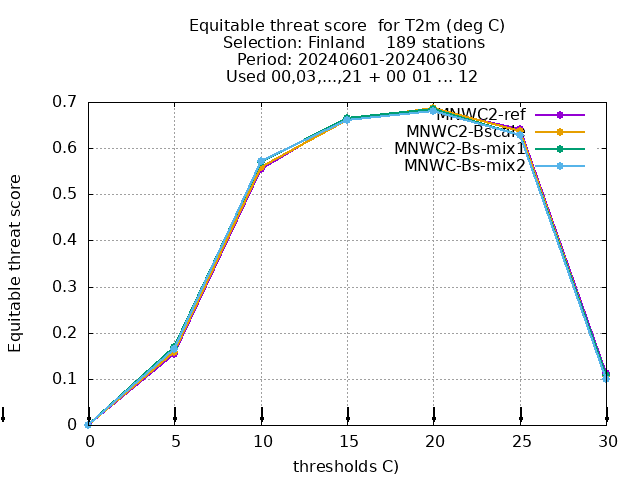 Equitable threat score for T2m (deg C)
Selection: Finland 189 stations
Period: 20240601-20240630
Used 00,03,...,21 + 00 01 ... 12
MNWC2-ref
MNWC2-Bscan
MNWC2-Bs-mix1
MNWC-Bs-mix2
Equitable threat score
0.7
0.6
0.5
0.4
0.3
0.2
0.1
0
0 5 10 15 20 25 30
thresholds C)